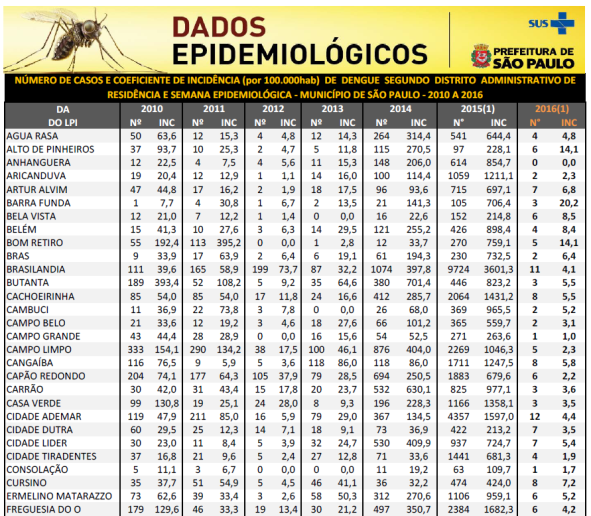 DADOS
EPIDEMIOLÓGICOS
SUS
PREFEITURA DE
SÃO PAULO
NÚMERO DE CASOS E COEFICIENTE DE INCIDÊNCIA (por 100.000hab) DE DENGUE SEGUNDO DISTRITO ADMINISTRATIVO DE
RESIDÊNCIA E SEMANA EPIDEMIOLÓGICA - MUNICÍPIO DE SÃO PAULO - 2010 A 2016
DA 2010 2011 2012 2013 2014 2015(1) 2016(1)
DO LPI Nº INC Nº INC Nº INC Nº INC Nº INC N° INC N° INC
AGUA RASA 50 63,6 12 15,3 4 4,8 12 14,3 264 314,4 541 644,4 4 4,8
ALTO DE PINHEIROS 37 93,7 10 25,3 2 4,7 5 11,8 115 270,5 97 228,1 6 14,1
ANHANGUERA 12 22,5 4 7,5 4 5,6 11 15,3 148 206,0 614 854,7 0 0,0
ARICANDUVA 19 20,4 12 12,9 1 1,1 14 16,0 100 114,4 1059 1211,1 2 2,3
ARTUR ALVIM 47 44,8 17 16,2 2 1,9 18 17,5 96 93,6 715 697,1 7 6,8
BARRA FUNDA 1 7,7 4 30,8 1 6,7 2 13,5 21 141,3 105 706,4 3 20,2
BELA VISTA 12 21,0 7 12,2 1 1,4 0 0,0 16 22,6 152 214,8 6 8,5
BELÉM 15 41,3 10 27,6 3 6,3 14 29,5 121 255,2 426 898,4 4 8,4
BOM RETIRO 55 192,4 113 395,2 0 0,0 1 2,8 12 33,7 270 759,1 5 14,1
BRAS 9 33,9 17 63,9 2 6,4 6 19,1 61 194,3 230 732,5 2 6,4
BRASILANDIA 111 39,6 165 58,9 199 73,7 87 32,2 1074 397,8 9724 3601,3 11 4,1
BUTANTA 189 393,4 52 108,2 5 9,2 35 64,6 380 701,4 446 823,2 3 5,5
CACHOEIRINHA 85 54,0 85 54,0 17 11,8 24 16,6 412 285,7 2064 1431,2 8 5,5
CAMBUCI 11 36,9 22 73,8 3 7,8 0 0,0 26 68,0 369 965,5 2 5,2
CAMPO BELO 21 33,6 12 19,2 3 4,6 18 27,6 66 101,2 365 559,7 2 3,1
CAMPO GRANDE 43 44,4 28 28,9 0 0,0 16 15,6 54 52,5 271 263,6 1 1,0
CAMPO LIMPO 333 154,1 290 134,2 38 17,5 100 46,1 876 404,0 2269 1046,3 5 2,3
CANGAÍBA 116 76,5 9 5,9 5 3,6 118 86,0 118 86,0 1711 1247,5 8 5,8
CAPÃO REDONDO 204 74,1 177 64,3 105 37,9 79 28,5 694 250,5 1883 679,6 6 2,2
CARRÃO 30 42,0 31 43,4 15 17,8 20 23,7 532 630,1 825 977,1 3 3,6
CASA VERDE 99 130,8 19 25,1 24 28,0 8 9,3 196 228,3 1166 1358,1 3 3,5
CIDADE ADEMAR 119 47,9 211 85,0 16 5,9 79 29,0 367 134,5 4357 1597,0 12 4,4
CIDADE DUTRA 60 29,5 25 12,3 14 7,1 18 9,1 73 36,9 422 213,2 7 3,5
CIDADE LIDER 30 23,0 11 8,4 5 3,9 32 24,7 530 409,9 937 724,7 7 5,4
CIDADE TIRADENTES 37 16,8 21 9,6 5 2,4 27 12,8 71 33,6 1441 681,3 4 1,9
CONSOLAÇÃO 5 11,1 3 6,7 0 0,0 0 0,0 11 19,2 63 109,7 1 1,7
CURSINO 35 37,7 51 54,9 5 4,5 46 41,1 36 32,2 474 424,0 8 7,2
ERMELINO MATARAZZO 73 62,6 39 33,4 3 2,6 58 50,3 312 270,6 1106 959,1 6 5,2
FREGUESIA DO O 179 129,6 46 33,3 19 13,4 30 21,2 497 350,7 2384 1682,3 6 4,2